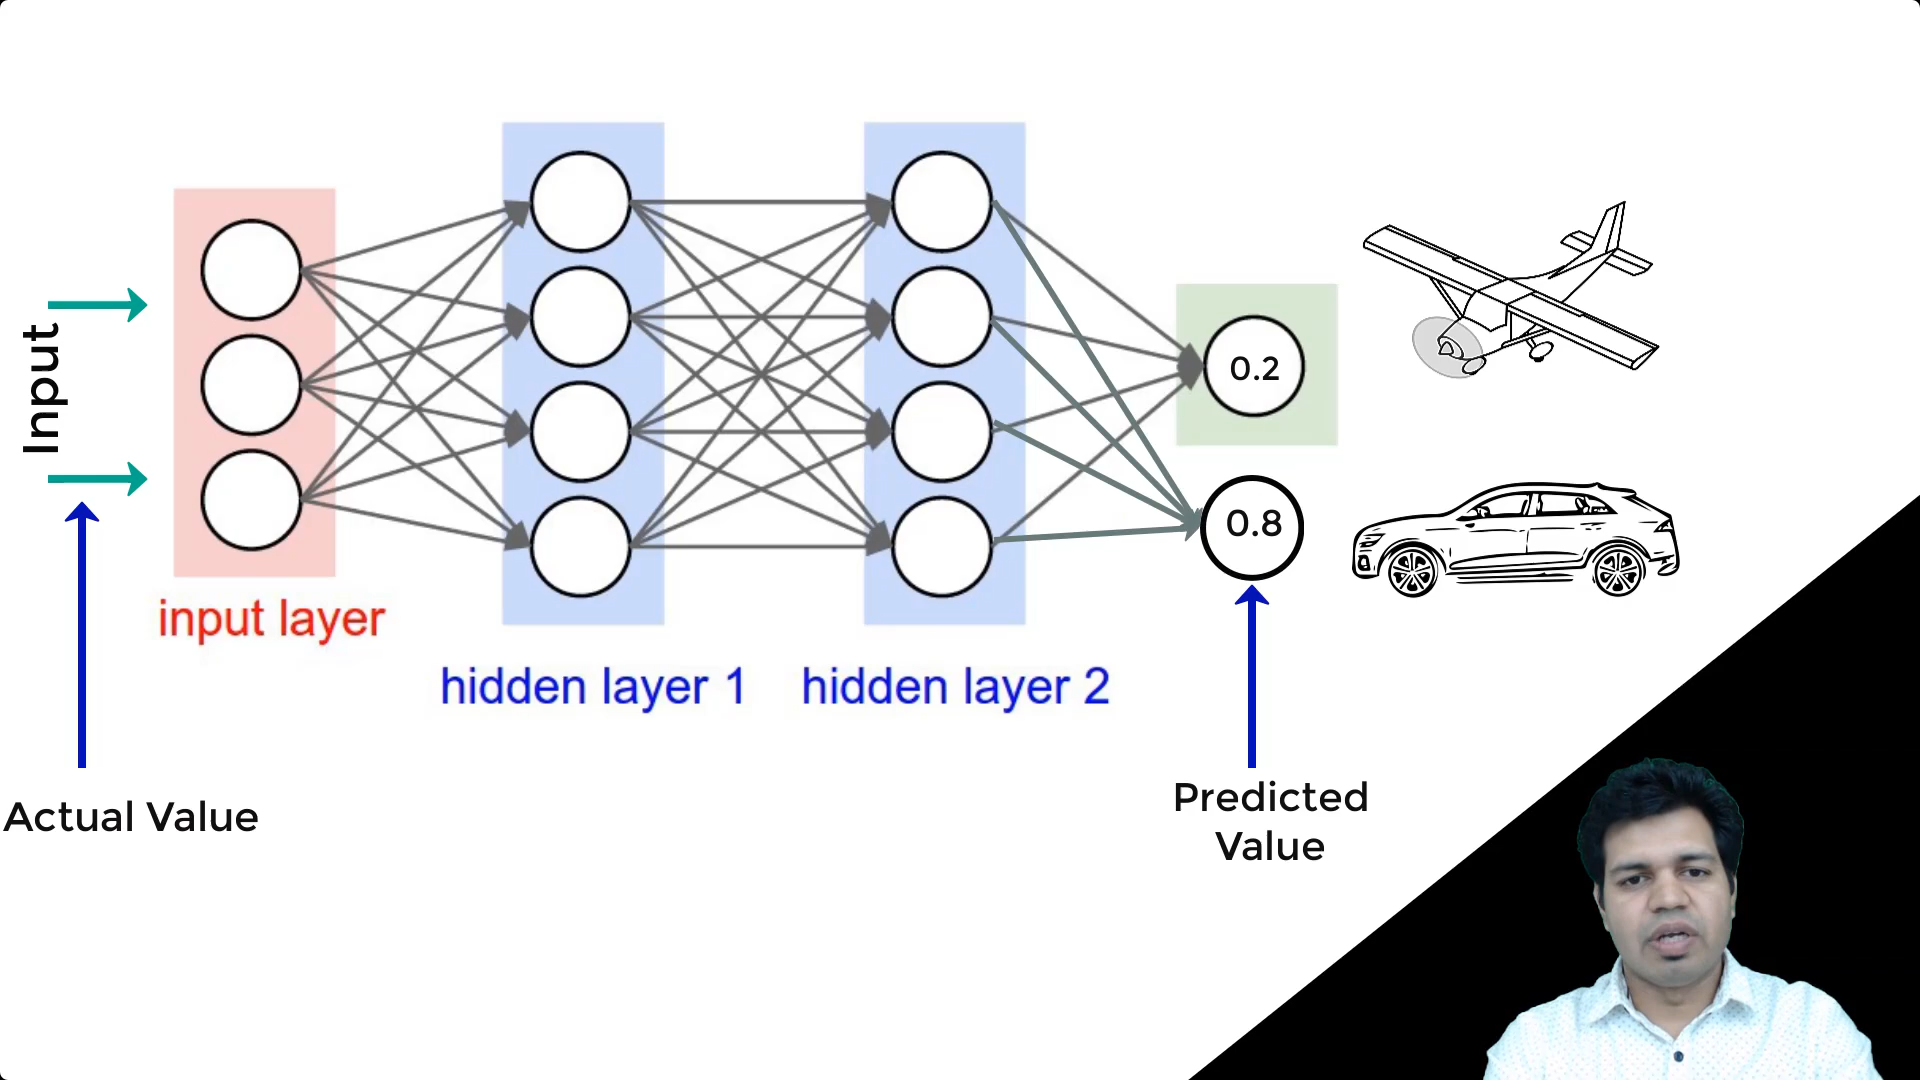 Input
input layer
hidden layer 1
hidden layer 2
0.2
0.8
Actual Value
Predicted
Value